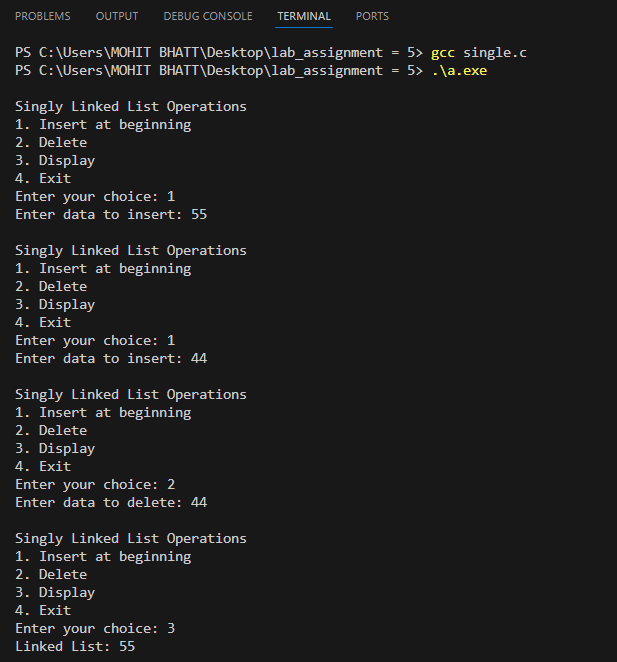 PROBLEMS OUTPUT DEBUG CONSOLE TERMINAL PORTS
PS C:\Users\MOHIT BHATT\Desktop\lab_assignment = 5> gcc single.c
PS C:\Users\MOHIT BHATT\Desktop\lab_assignment = 5> .\a.exe
Singly Linked List Operations
1. Insert at beginning
2. Delete
3. Display
4. Exit
Enter your choice: 1
Enter data to insert: 55
Singly Linked List Operations
1. Insert at beginning
2. Delete
3. Display
4. Exit
Enter your choice: 1
Enter data to insert: 44
Singly Linked List Operations
1. Insert at beginning
2. Delete
3. Display
4. Exit
Enter your choice: 2
Enter data to delete: 44
Singly Linked List Operations
1. Insert at beginning
2. Delete
3. Display
4. Exit
Enter your choice: 3
Linked List: 55